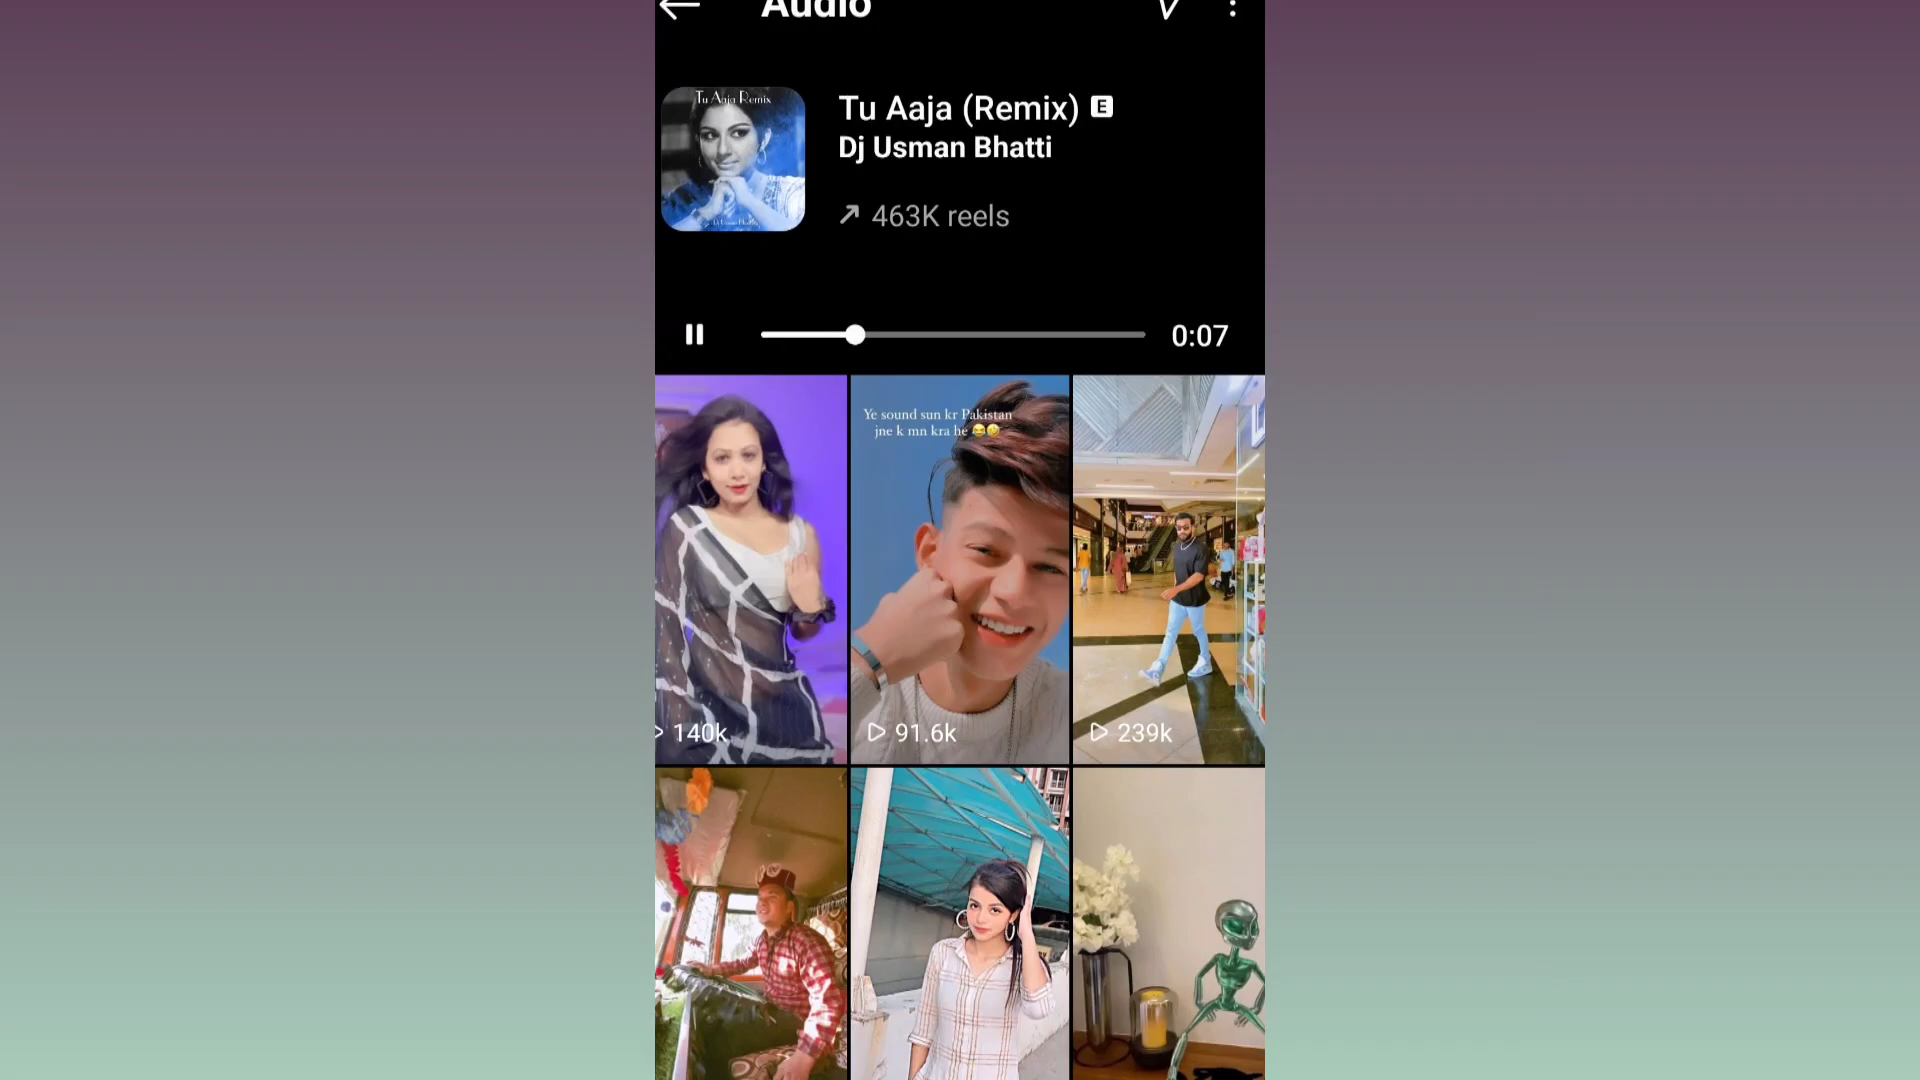 Audio
Tu Aaja Remix
Tu Aaja (Remix) E
Dj Usman Bhatti
463K reels
0:07
Ye sound sun kr Pakistan
jne k mn kra he 😂🤣
140k
91.6k
239k